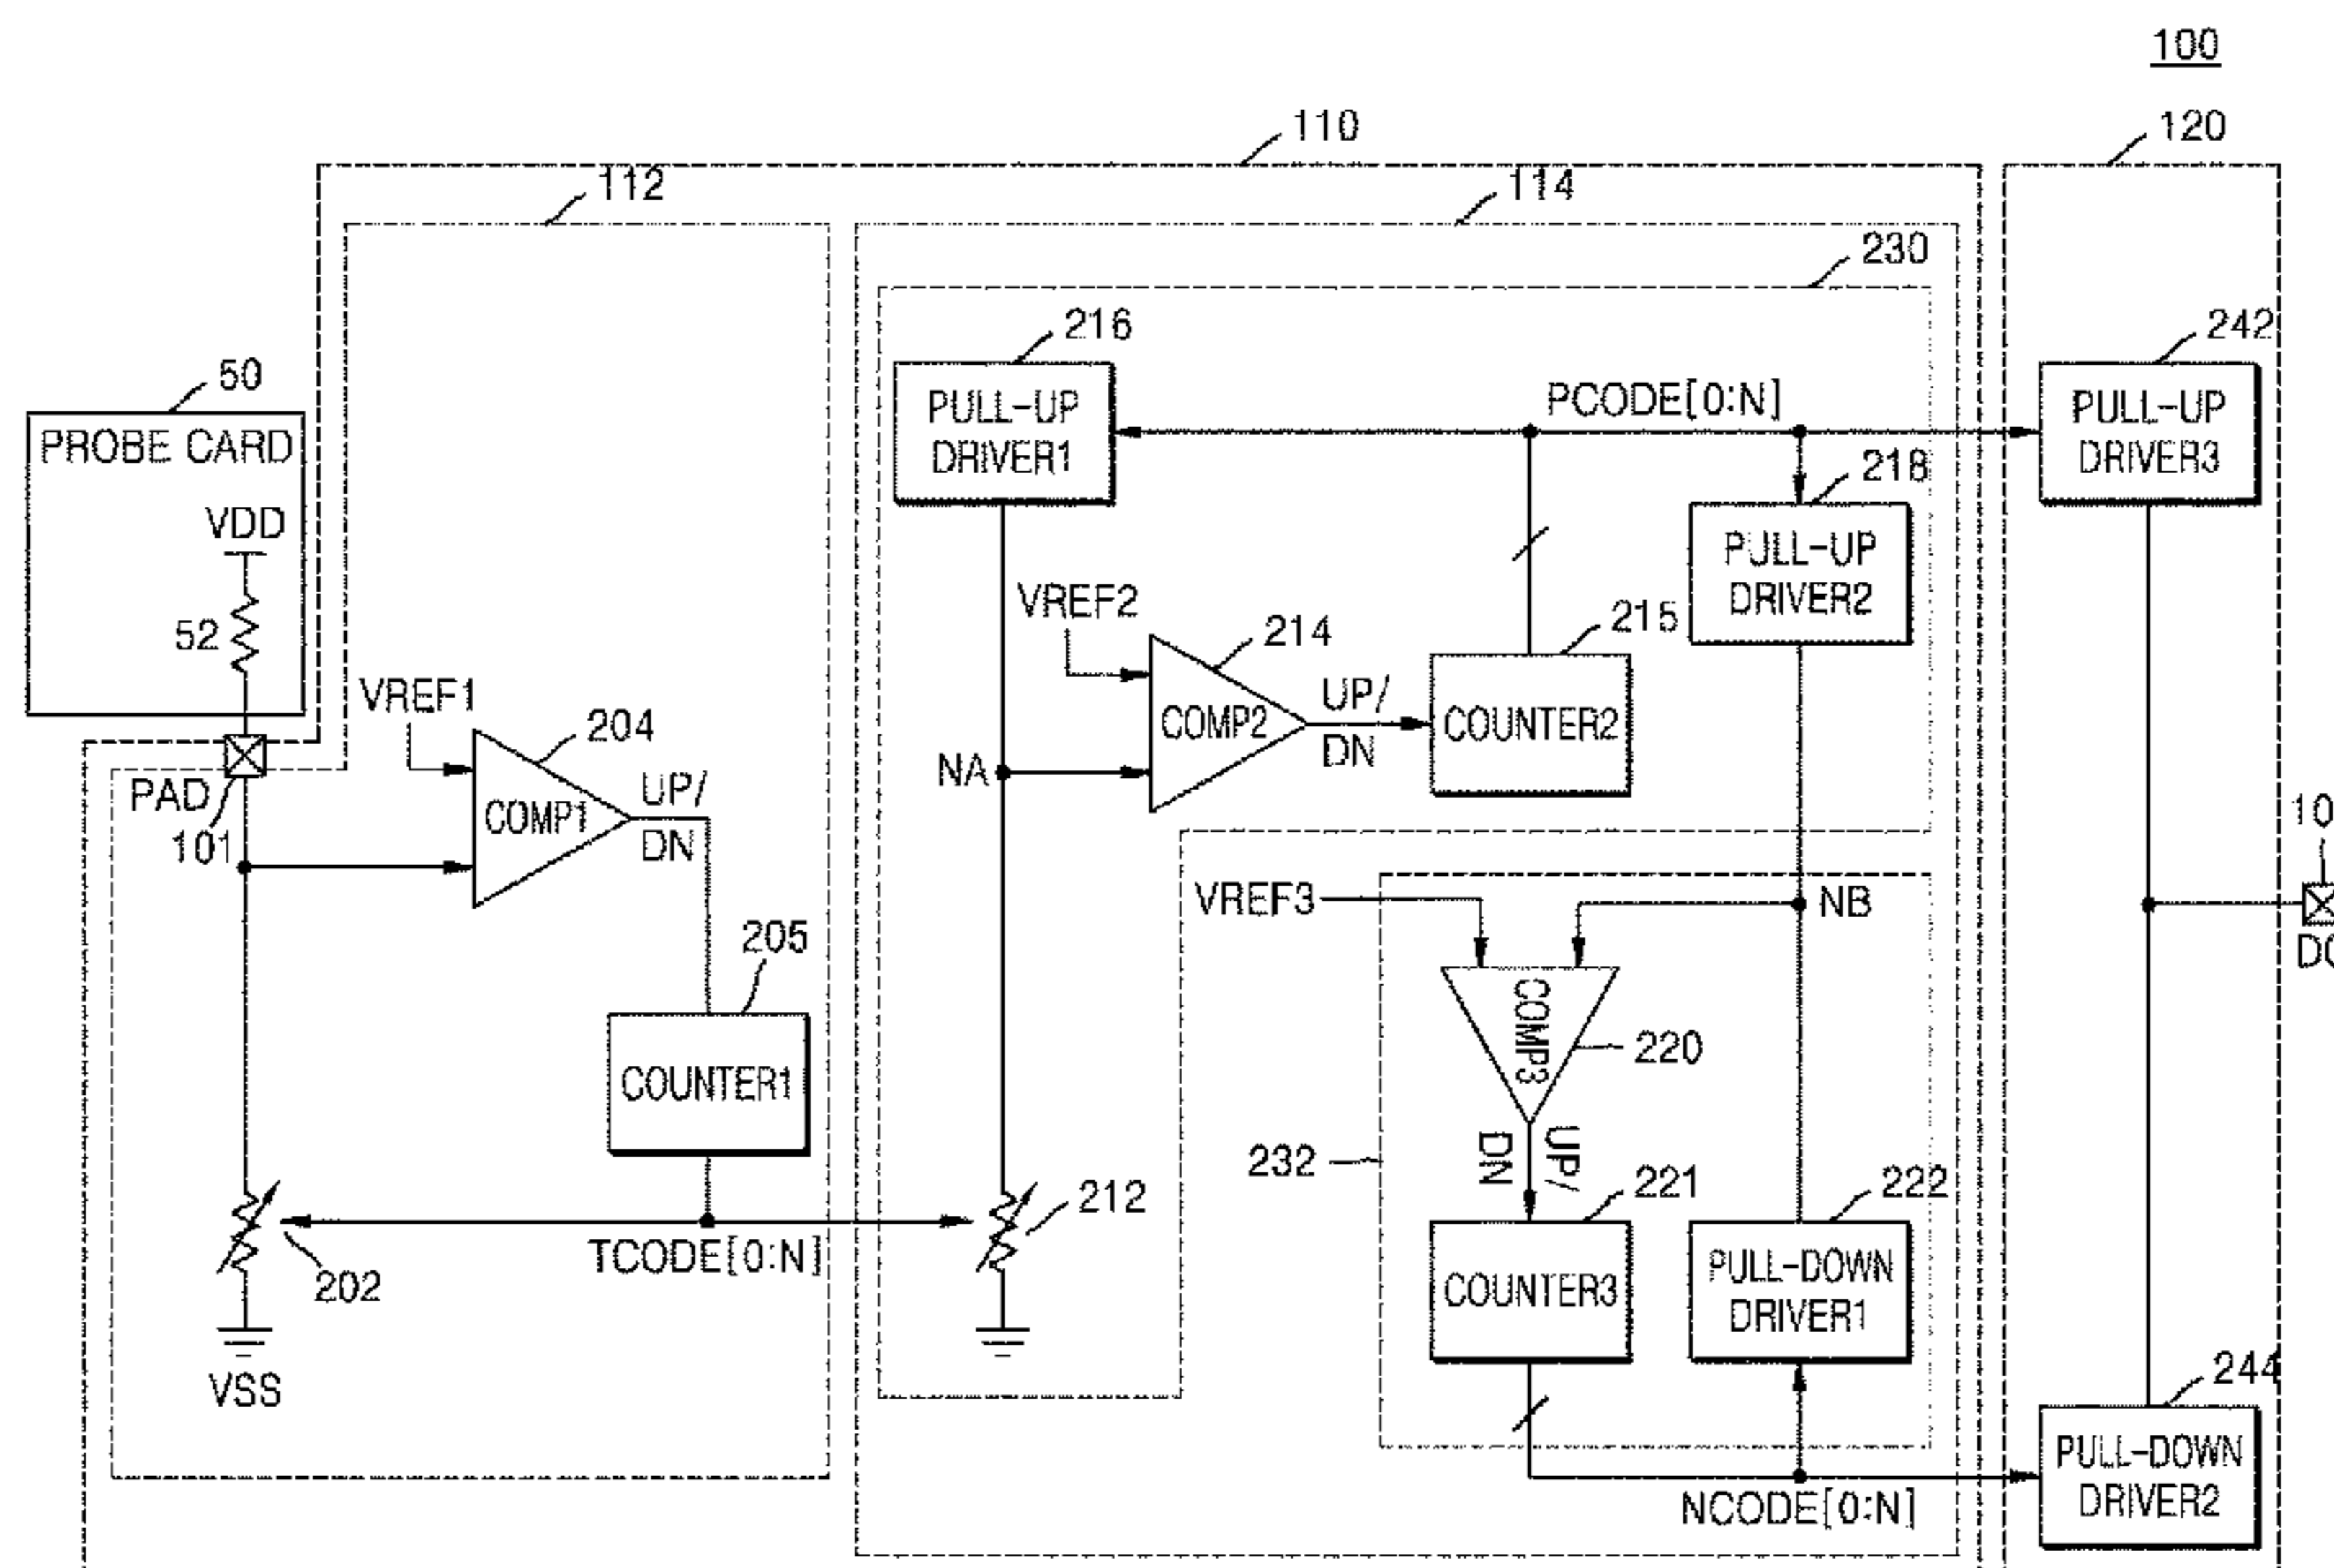 100
110
120
112
114
230
216
242
50
PULL-UP
DRIVER1
PCODE[0:N]
PULL-UP
DRIVER3
PROBE CARD
218
VDD
PULL-UP
DRIVER2
52
VREF2
214
215
VREF1
204
COMP2
UP/
DN
COUNTER2
PAD
101
COMP1
UP/
DN
NA
VREF3
NB
205
COMP3
220
COUNTER1
232
DN
UP/
221
222
212
202
TCODE[0:N]
COUNTER3
PULL-DOWN
DRIVER1
VSS
244
NCODE[0:N]
PULL-DOWN
DRIVER2